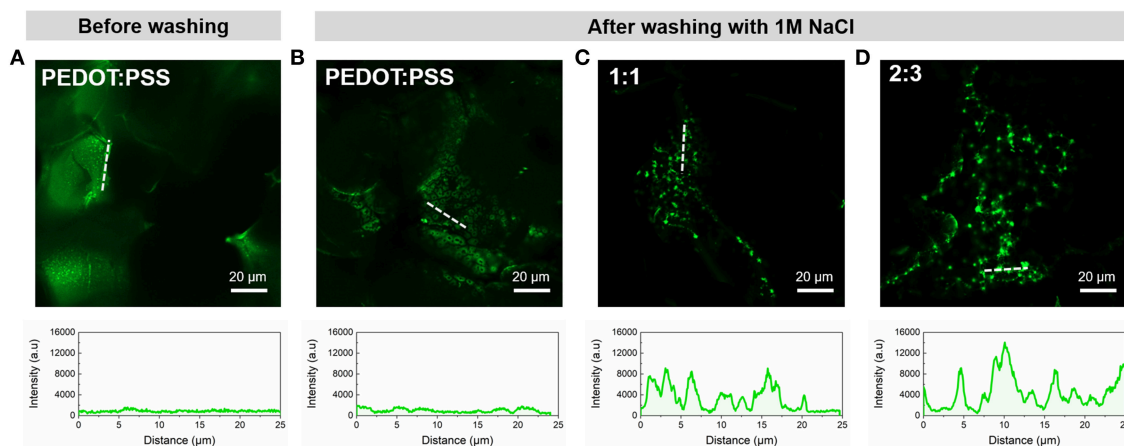 Before washing
After washing with 1M NaCl
A
PEDOT:PSS
20 µm
B
PEDOT:PSS
20 µm
C
1:1
20 µm
D
2:3
20 µm
Intensity (a.u)
16000
12000
8000
4000
0
0 5 10 15 20 25
Distance (µm)
Intensity (a.u)
16000
12000
8000
4000
0
0 5 10 15 20 25
Distance (µm)
Intensity (a.u)
16000
12000
8000
4000
0
0 5 10 15 20 25
Distance (µm)
Intensity (a.u)
16000
12000
8000
4000
0
0 5 10 15 20 25
Distance (µm)